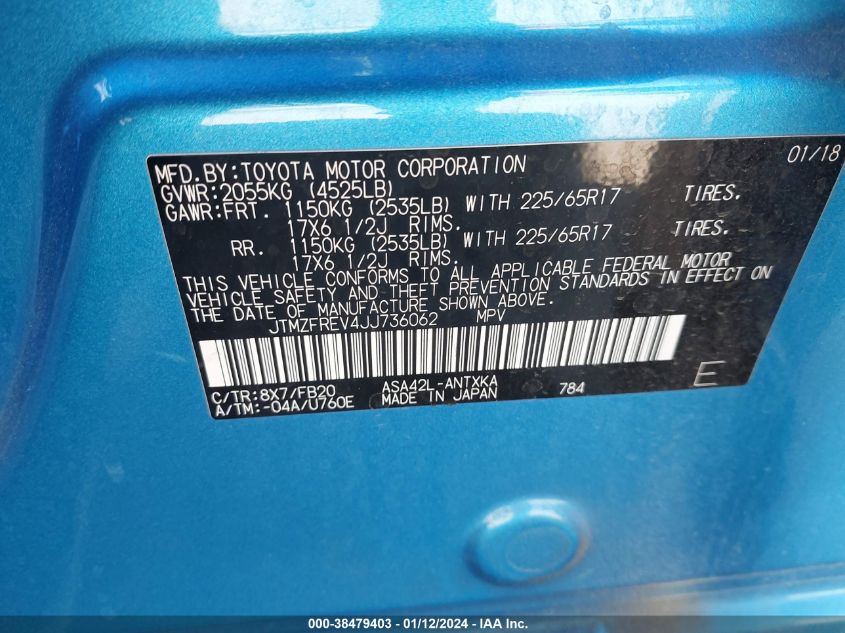 MFD. BY: TOYOTA MOTOR CORPORATION 01/18
GVWR: 2055KG (4525LB)
GAWR: FRT. 1150KG (2535LB) WITH 225/65R17 TIRES.
17X6 1/2J RIMS.
RR. 1150KG (2535LB) WITH 225/65R17 TIRES.
17X6 1/2J RIMS.
THIS VEHICLE CONFORMS TO ALL APPLICABLE FEDERAL MOTOR
VEHICLE SAFETY AND THEFT PREVENTION STANDARDS IN EFFECT ON
THE DATE OF MANUFACTURE SHOWN ABOVE.
JTMZFREV4JJ736062 MPV
C/TR: 8X7/FB20 ASA42L-ANTXKA 784 E
A/TM: -04A/U760E MADE IN JAPAN
000-38479403 - 01/12/2024 - IAA Inc.